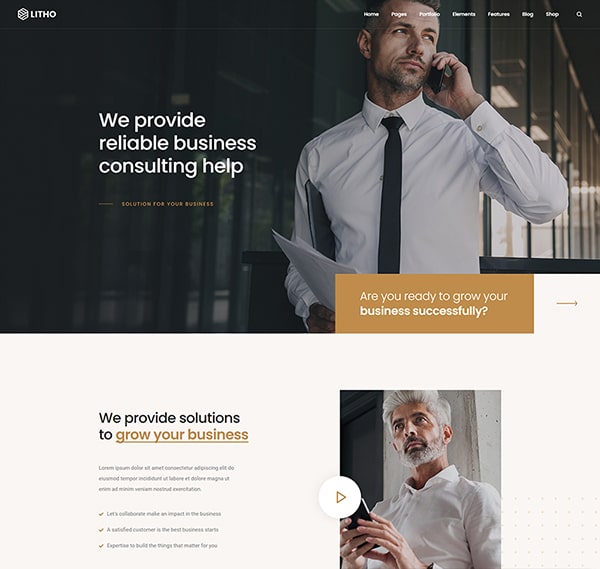 LITHO
Home Pages Portfolio Elements Features Blog Shop
We provide
reliable business
consulting help
SOLUTION FOR YOUR BUSINESS
Are you ready to grow your
business successfully?
We provide solutions
to grow your business
Lorem ipsum dolor sit amet consectetur adipiscing elit
eiusmod tempor incididunt ut labore et dolore magna ut
enim ad minim veniam nostrud exercitation.
Let's collaborate make an impact in the business
A satisfied customer is the best business starts
Expertise to build the things that matter for you